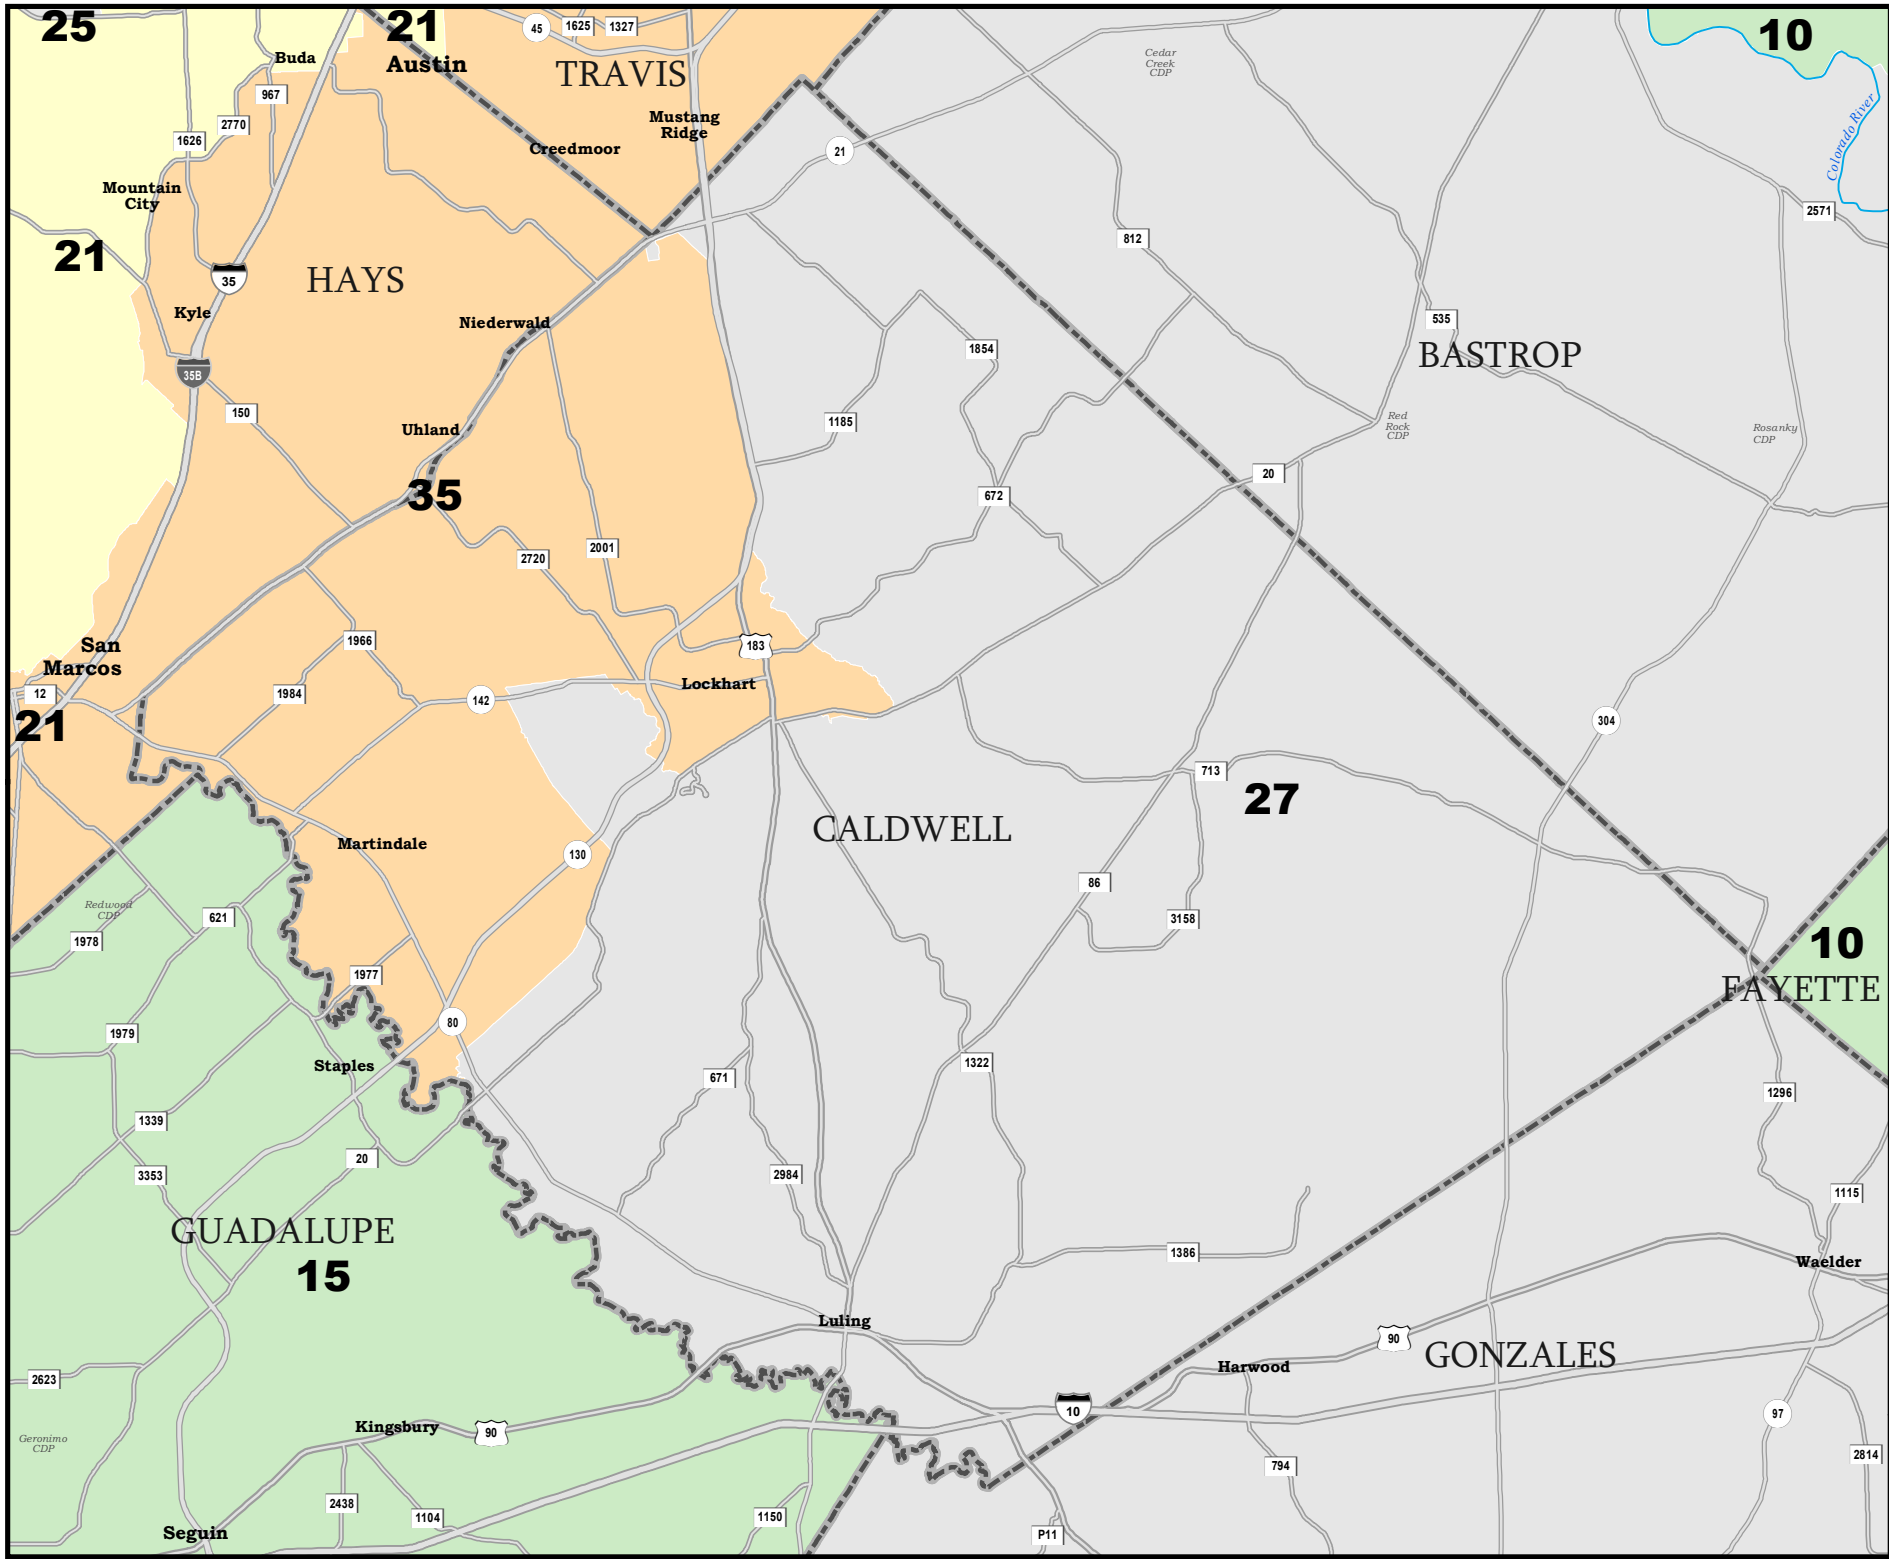 25
21
Austin
45
1625
1327
TRAVIS
Buda
967
2770
1626
Mustang
Ridge
Creedmoor
Cedar
Creek
CDP
10
Colorado River
21
2571
Mountain
City
812
21
HAYS
35
Kyle
Niederwald
535
BASTROP
1854
35B
150
1185
Uhland
Red
Rock
CDP
Rosanky
CDP
20
35
672
2720
2001
San
Marcos
1966
183
12
1984
142
Lockhart
21
304
713
27
CALDWELL
Martindale
130
86
3158
Redwood
CDP
621
1978
10
1977
FAYETTE
1979
80
Staples
1322
671
1296
1339
20
3353
2984
1115
GUADALUPE
15
1386
Waelder
Luling
90
GONZALES
Harwood
2623
10
97
Kingsbury
90
Geronimo
CDP
2814
794
2438
1104
1150
Seguin
P11